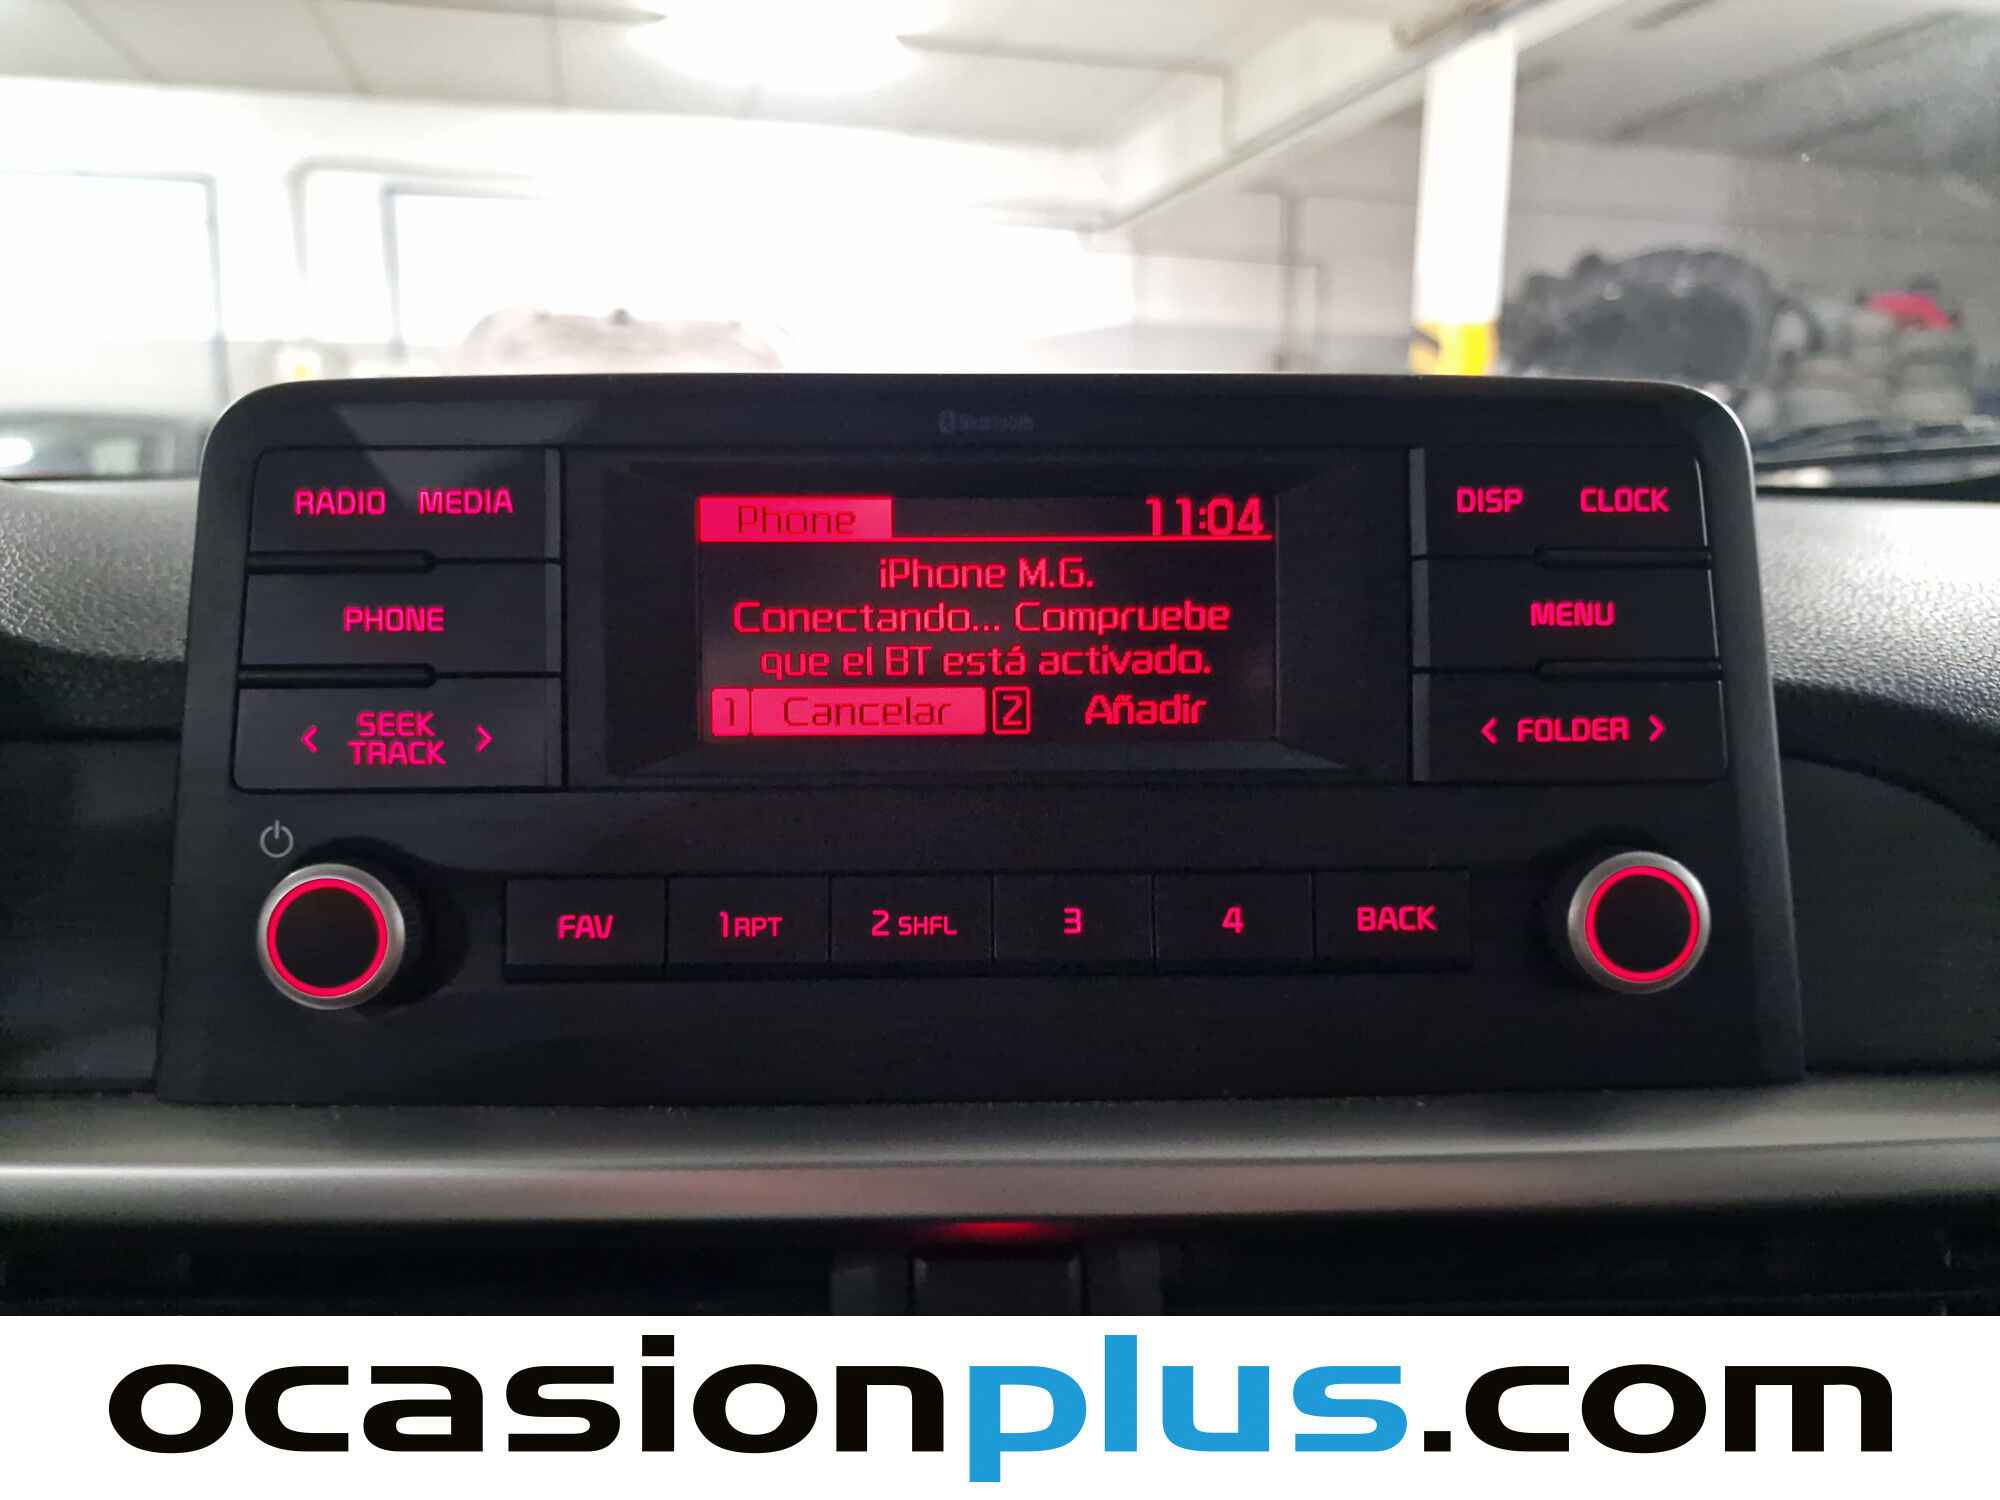 Bluetooth
RADIO MEDIA
PHONE
< SEEK TRACK >
Phone 11:04
iPhone M.G.
Conectando... Compruebe
que el BT está activado.
1 Cancelar 2 Añadir
DISP CLOCK
MENU
< FOLDER >
FAV 1 RPT 2 SHFL 3 4 BACK
ocasionplus.com